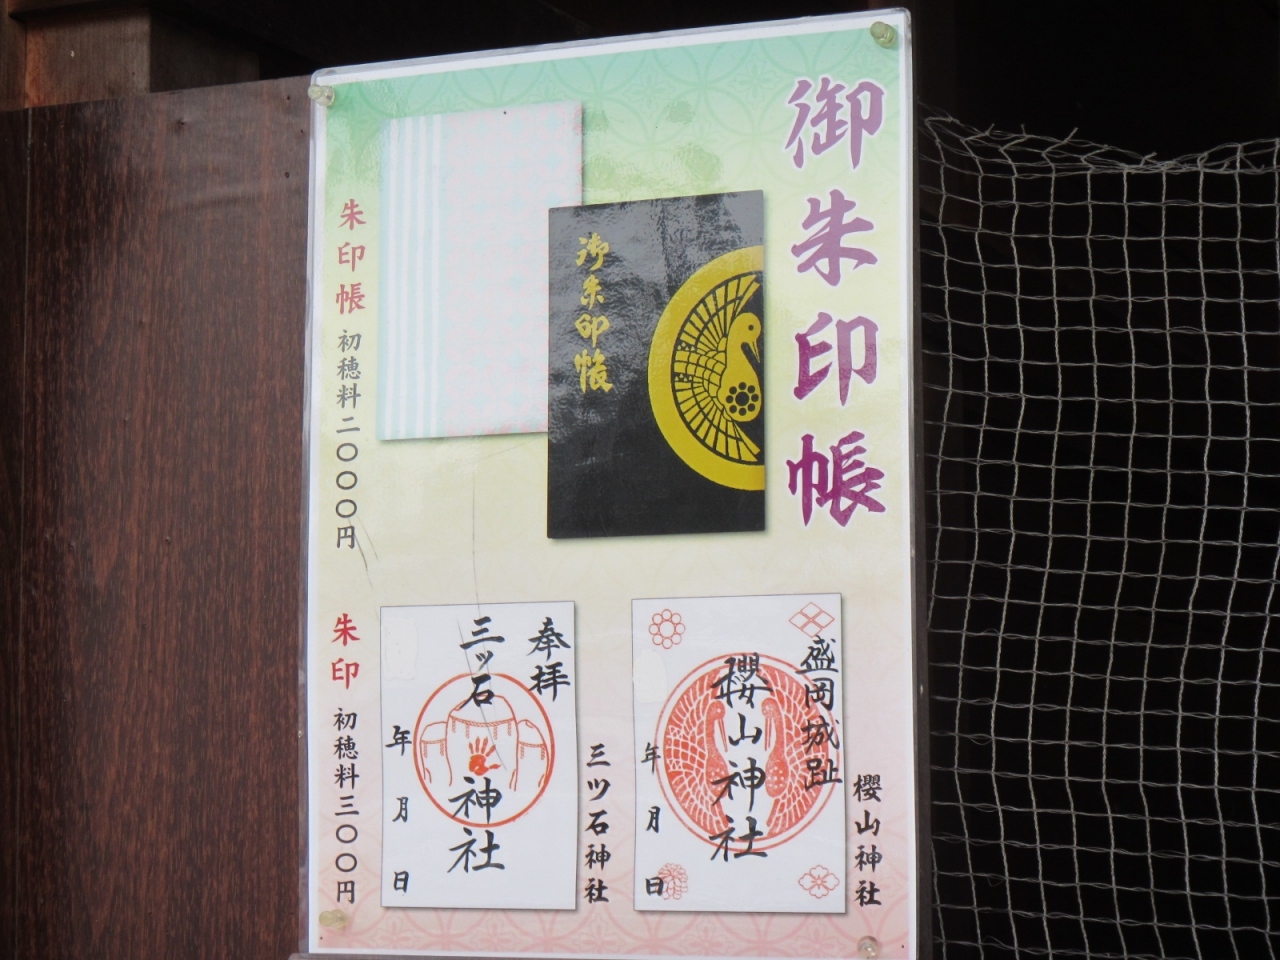 御朱印帳
御朱印帳
朱印帳 初穂料二〇〇〇円
櫻山神社
盛岡城趾
櫻山神社
年 月 日
三ツ石神社
奉拝
三ッ石神社
年 月 日
朱印 初穂料三〇〇円